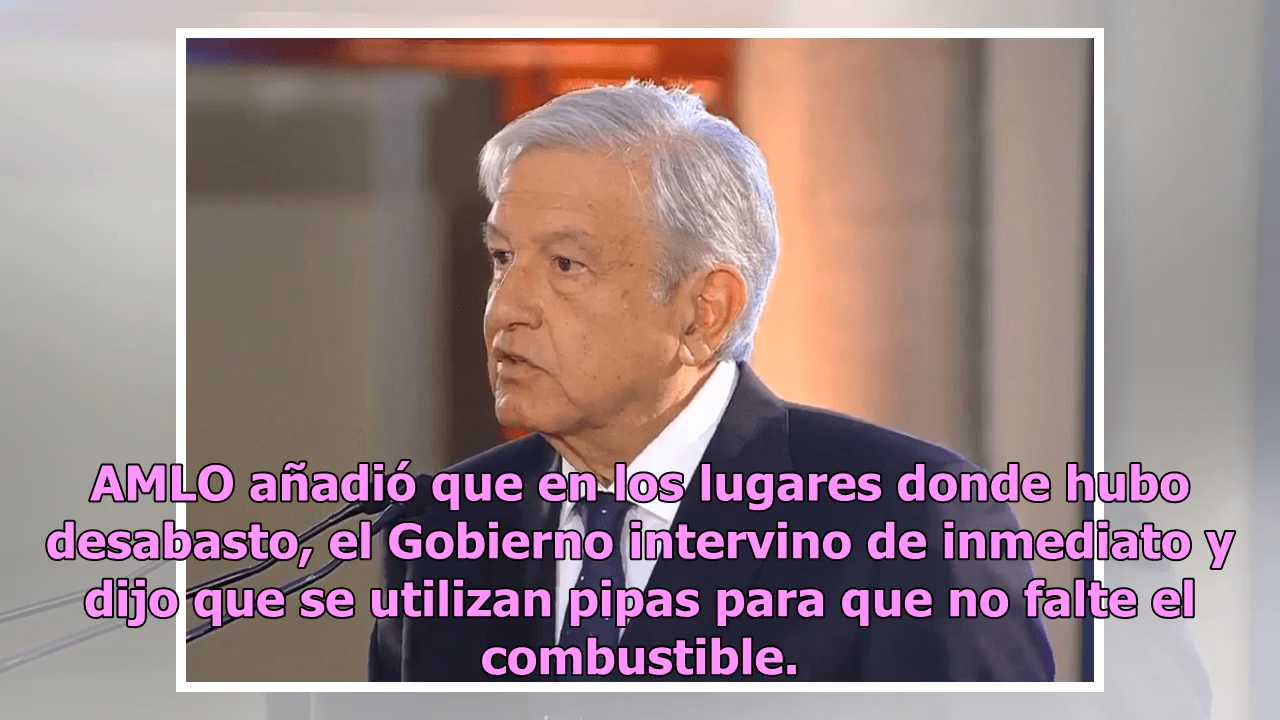 AMLO añadió que en los lugares donde hubo
desabasto, el Gobierno intervino de inmediato y
dijo que se utilizan pipas para que no falte el
combustible.